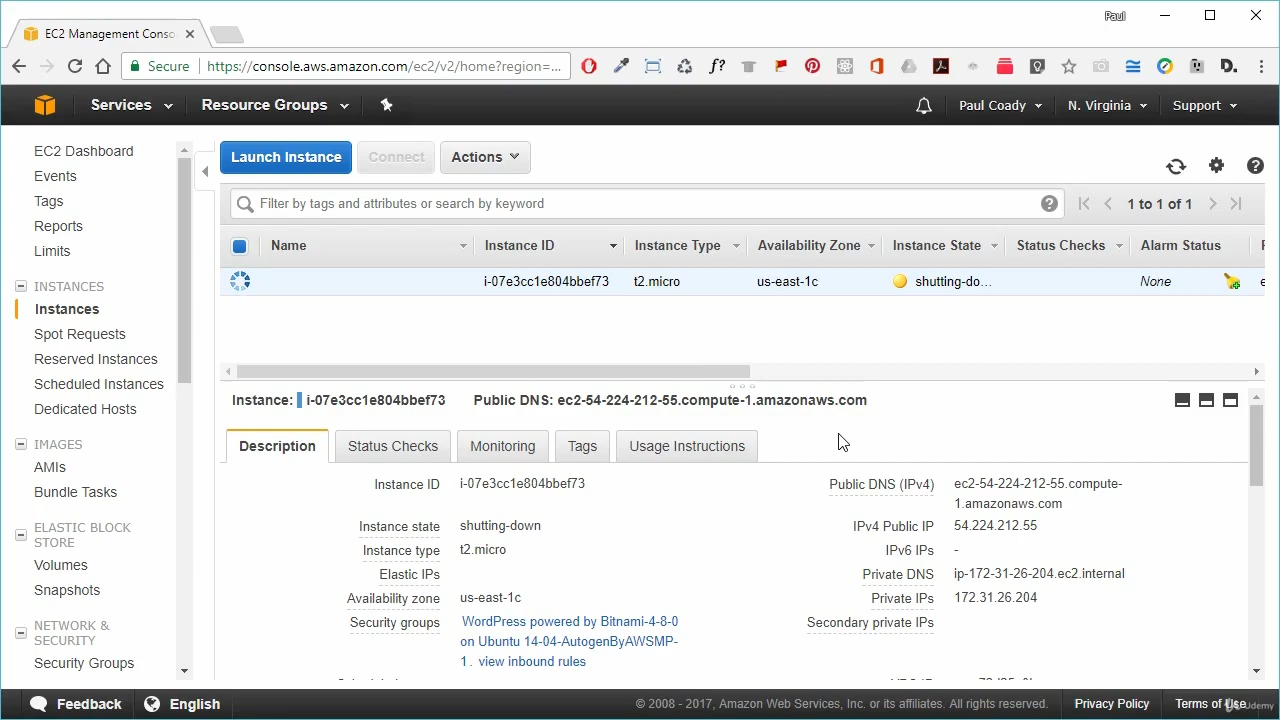 Paul
EC2 Management Conso
Secure https://console.aws.amazon.com/ec2/v2/home?region=...
f?
D.
Services Resource Groups Paul Coady N. Virginia Support
EC2 Dashboard
Events
Tags
Reports
Limits
INSTANCES
Instances
Spot Requests
Reserved Instances
Scheduled Instances
Dedicated Hosts
IMAGES
AMIs
Bundle Tasks
ELASTIC BLOCK
STORE
Volumes
Snapshots
NETWORK &
SECURITY
Security Groups
Launch Instance Connect Actions
Filter by tags and attributes or search by keyword 1 to 1 of 1
Name Instance ID Instance Type Availability Zone Instance State Status Checks Alarm Status
i-07e3cc1e804bbef73 t2.micro us-east-1c shutting-do... None
Instance: i-07e3cc1e804bbef73 Public DNS: ec2-54-224-212-55.compute-1.amazonaws.com
Description Status Checks Monitoring Tags Usage Instructions
Instance ID i-07e3cc1e804bbef73
Instance state shutting-down
Instance type t2.micro
Elastic IPs
Availability zone us-east-1c
Security groups WordPress powered by Bitnami-4-8-0
on Ubuntu 14-04-AutogenByAWSMP-
1. view inbound rules
Public DNS (IPv4) ec2-54-224-212-55.compute-
1.amazonaws.com
IPv4 Public IP 54.224.212.55
IPv6 IPs -
Private DNS ip-172-31-26-204.ec2.internal
Private IPs 172.31.26.204
Secondary private IPs
Feedback English © 2008 - 2017, Amazon Web Services, Inc. or its affiliates. All rights reserved. Privacy Policy Terms of Use
Udemy